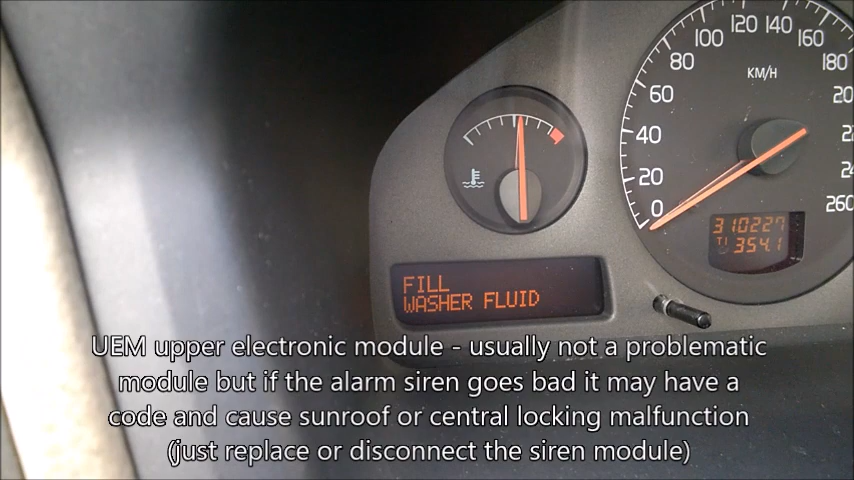 120 140
100 160
80 KM/H 180
60
40
20
0 260
310227
T1 354.1
FILL
WASHER FLUID
UEM upper electronic module - usually not a problematic
module but if the alarm siren goes bad it may have a
code and cause sunroof or central locking malfunction
(just replace or disconnect the siren module)